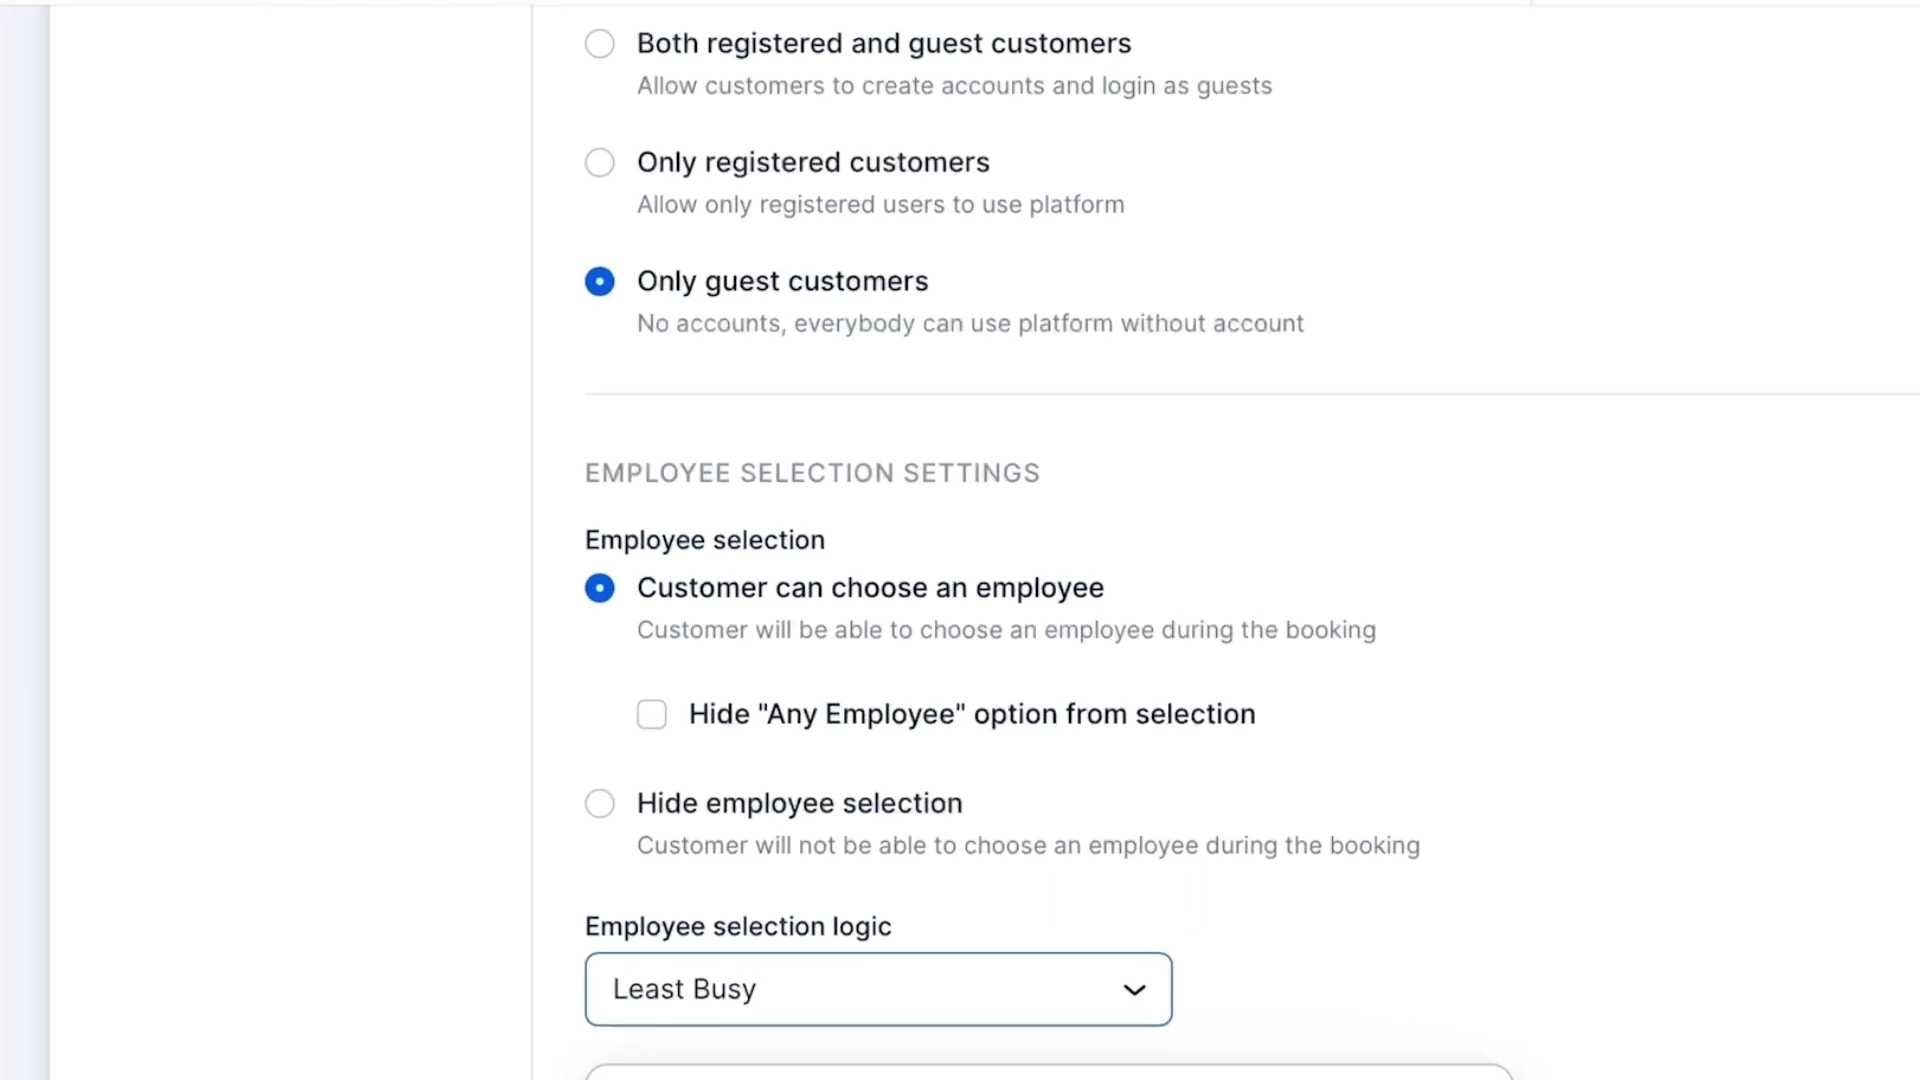 Both registered and guest customers
Allow customers to create accounts and login as guests
Only registered customers
Allow only registered users to use platform
Only guest customers
No accounts, everybody can use platform without account
EMPLOYEE SELECTION SETTINGS
Employee selection
Customer can choose an employee
Customer will be able to choose an employee during the booking
Hide "Any Employee" option from selection
Hide employee selection
Customer will not be able to choose an employee during the booking
Employee selection logic
Least Busy